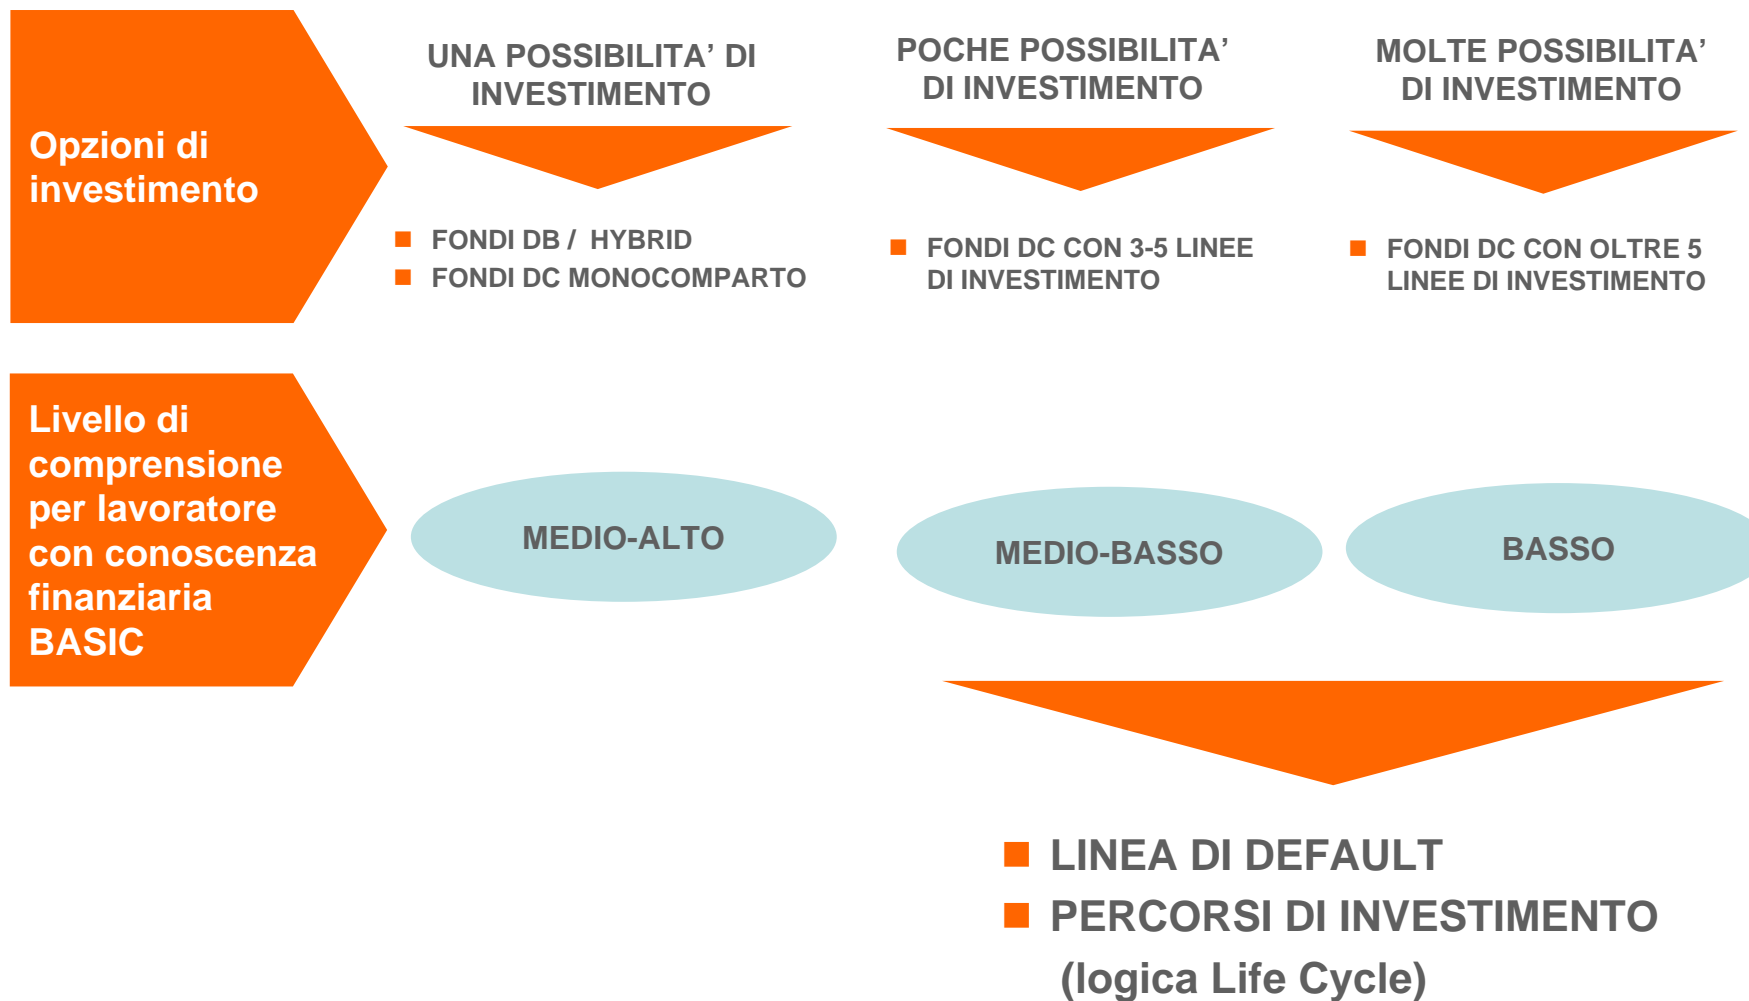 Opzioni di
investimento
UNA POSSIBILITA’ DI
INVESTIMENTO
POCHE POSSIBILITA’
DI INVESTIMENTO
MOLTE POSSIBILITA’
DI INVESTIMENTO
FONDI DB / HYBRID
FONDI DC MONOCOMPARTO
FONDI DC CON 3-5 LINEE
DI INVESTIMENTO
FONDI DC CON OLTRE 5
LINEE DI INVESTIMENTO
Livello di
comprensione
per lavoratore
con conoscenza
finanziaria
BASIC
MEDIO-ALTO
MEDIO-BASSO
BASSO
LINEA DI DEFAULT
PERCORSI DI INVESTIMENTO
(logica Life Cycle)